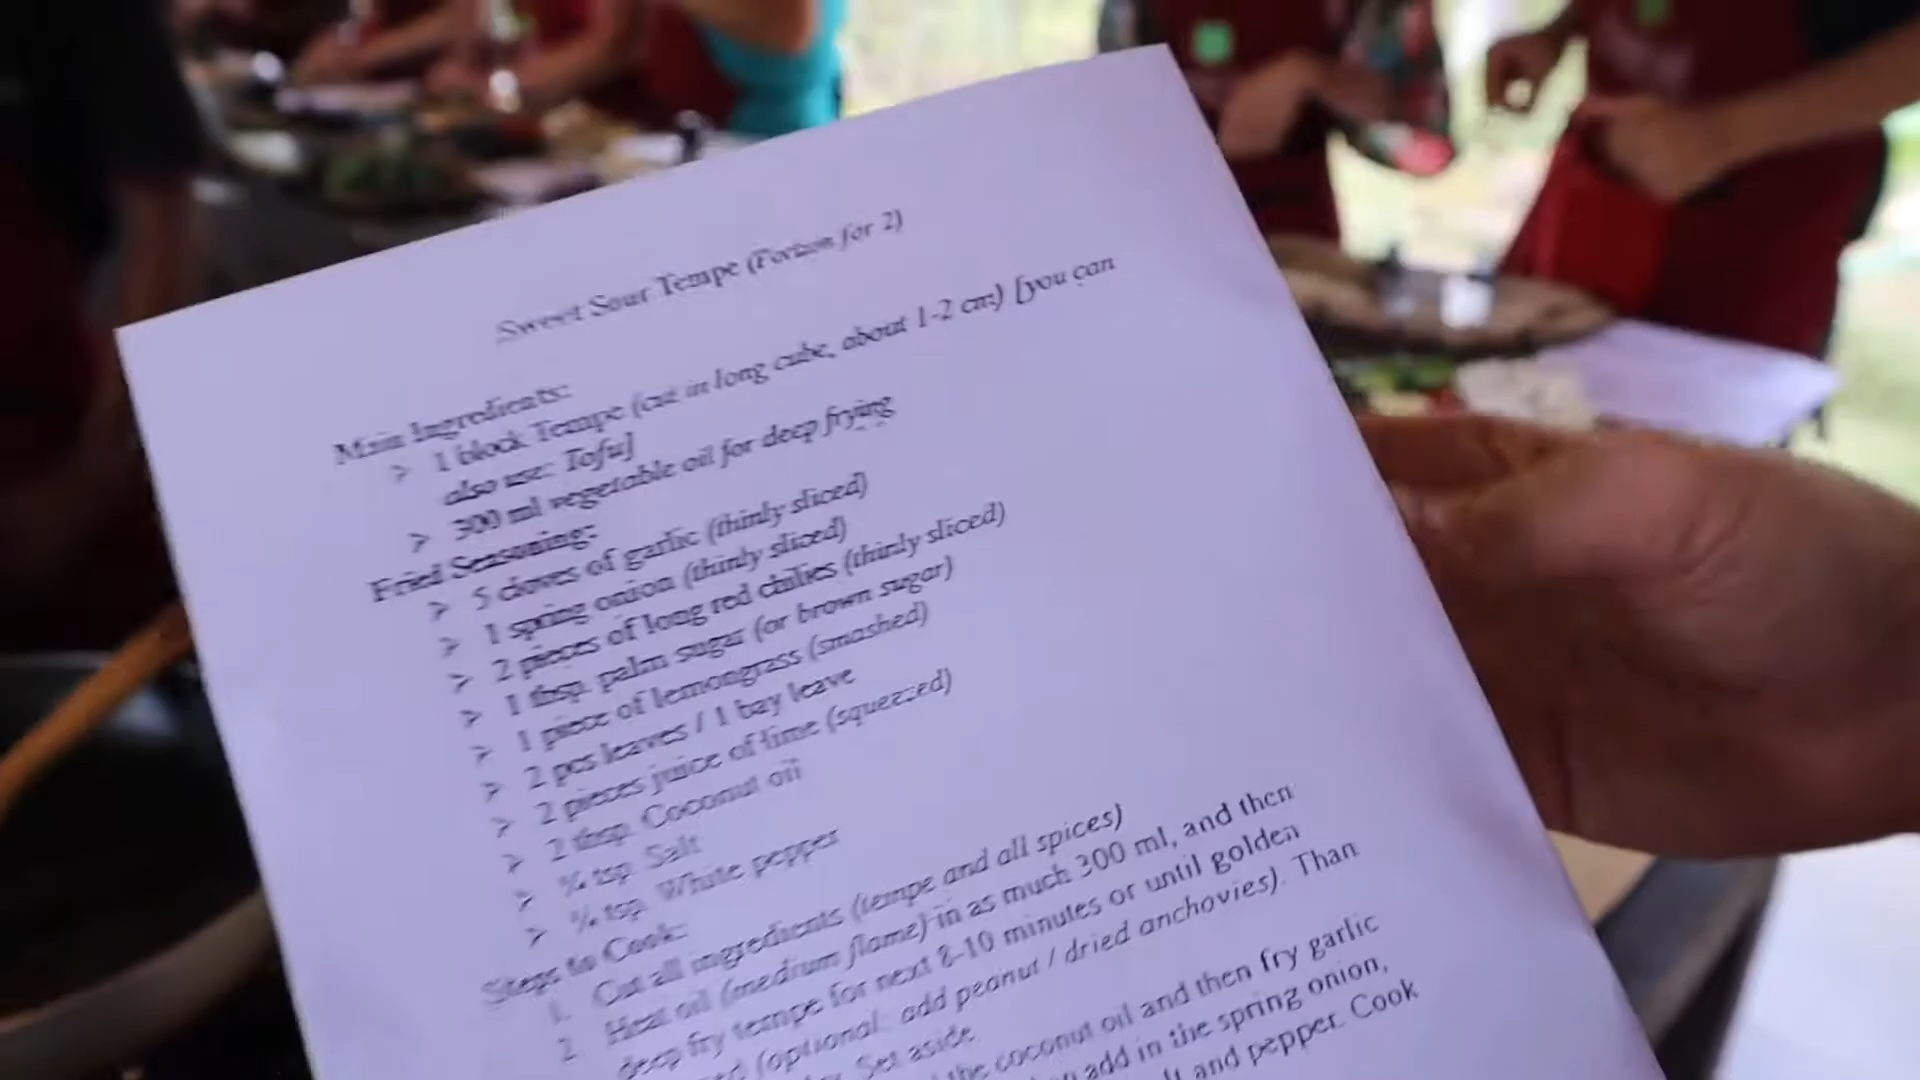 Sweet Sour Tempe (Portion for 2)
Main Ingredients:
> 1 block Tempe (cut in long cube, about 1-2 cm) [you can
also use: Tofu]
> 300 ml vegetable oil for deep frying
Fried Seasoning:
> 5 cloves of garlic (thinly sliced)
> 1 spring onion (thinly sliced)
> 2 pieces of long red chilies (thinly sliced)
> 1 tbsp. palm sugar (or brown sugar)
> 1 piece of lemongrass (smashed)
> 2 pcs leaves / 1 bay leave
> 2 pieces juice of lime (squeezed)
> 2 tbsp. Coconut oil
> tsp. Salt
> tsp. White pepper
Steps to Cook:
1. Cut all ingredients (tempe and all spices)
2. Heat oil (medium flame) in as much 300 ml, and then
deep fry tempe for next 8-10 minutes or until golden
(optional: add peanut / dried anchovies). Than
Set aside
the coconut oil and then fry garlic
add in the spring onion,
and pepper. Cook